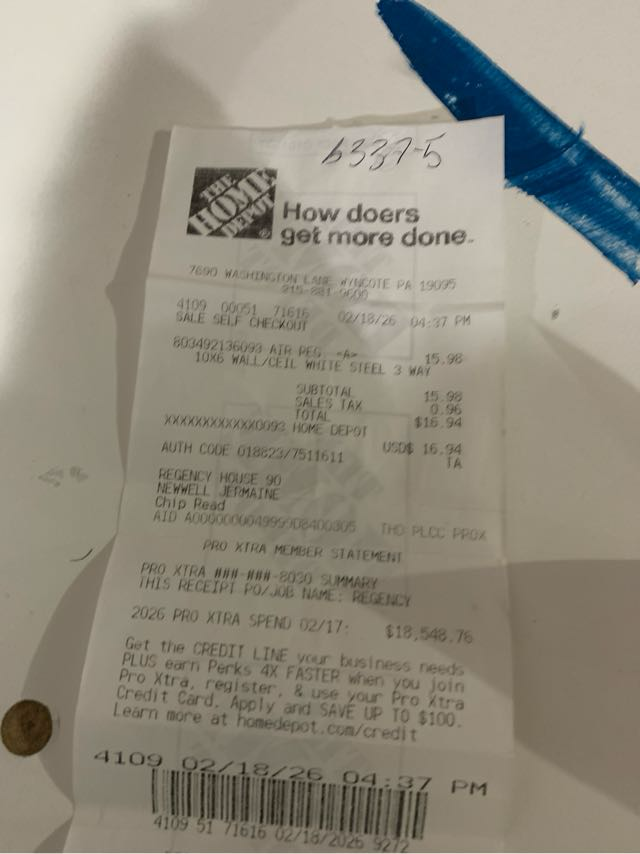 6337-5
THE
HOME
DEPOT
How doers
get more done.
7690 WASHINGTON LANE WYNCOTE PA 19095
215-881-9600
4109 00051 71616 02/18/26 04:37 PM
SALE SELF CHECKOUT
803492136093 AIR REG. <A> 15.98
10X6 WALL/CEIL WHITE STEEL 3 WAY
SUBTOTAL 15.98
SALES TAX 0.96
TOTAL $16.94
XXXXXXXXXXXX0093 HOME DEPOT
USD$ 16.94
AUTH CODE 018823/7511611 TA
REGENCY HOUSE 90
NEWWELL JERMAINE
Chip Read
AID A0000000049999D8400305 THD PLCC PROX
PRO XTRA MEMBER STATEMENT
PRO XTRA ###-###-8030 SUMMARY
THIS RECEIPT PO/JOB NAME: REGENCY
2026 PRO XTRA SPEND 02/17: $18,548.76
Get the CREDIT LINE your business needs
PLUS earn Perks 4X FASTER when you join
Pro Xtra, register, & use your Pro Xtra
Credit Card. Apply and SAVE UP TO $100.
Learn more at homedepot.com/credit
4109 02/18/26 04:37 PM
4109 51 71616 02/18/2026 9272